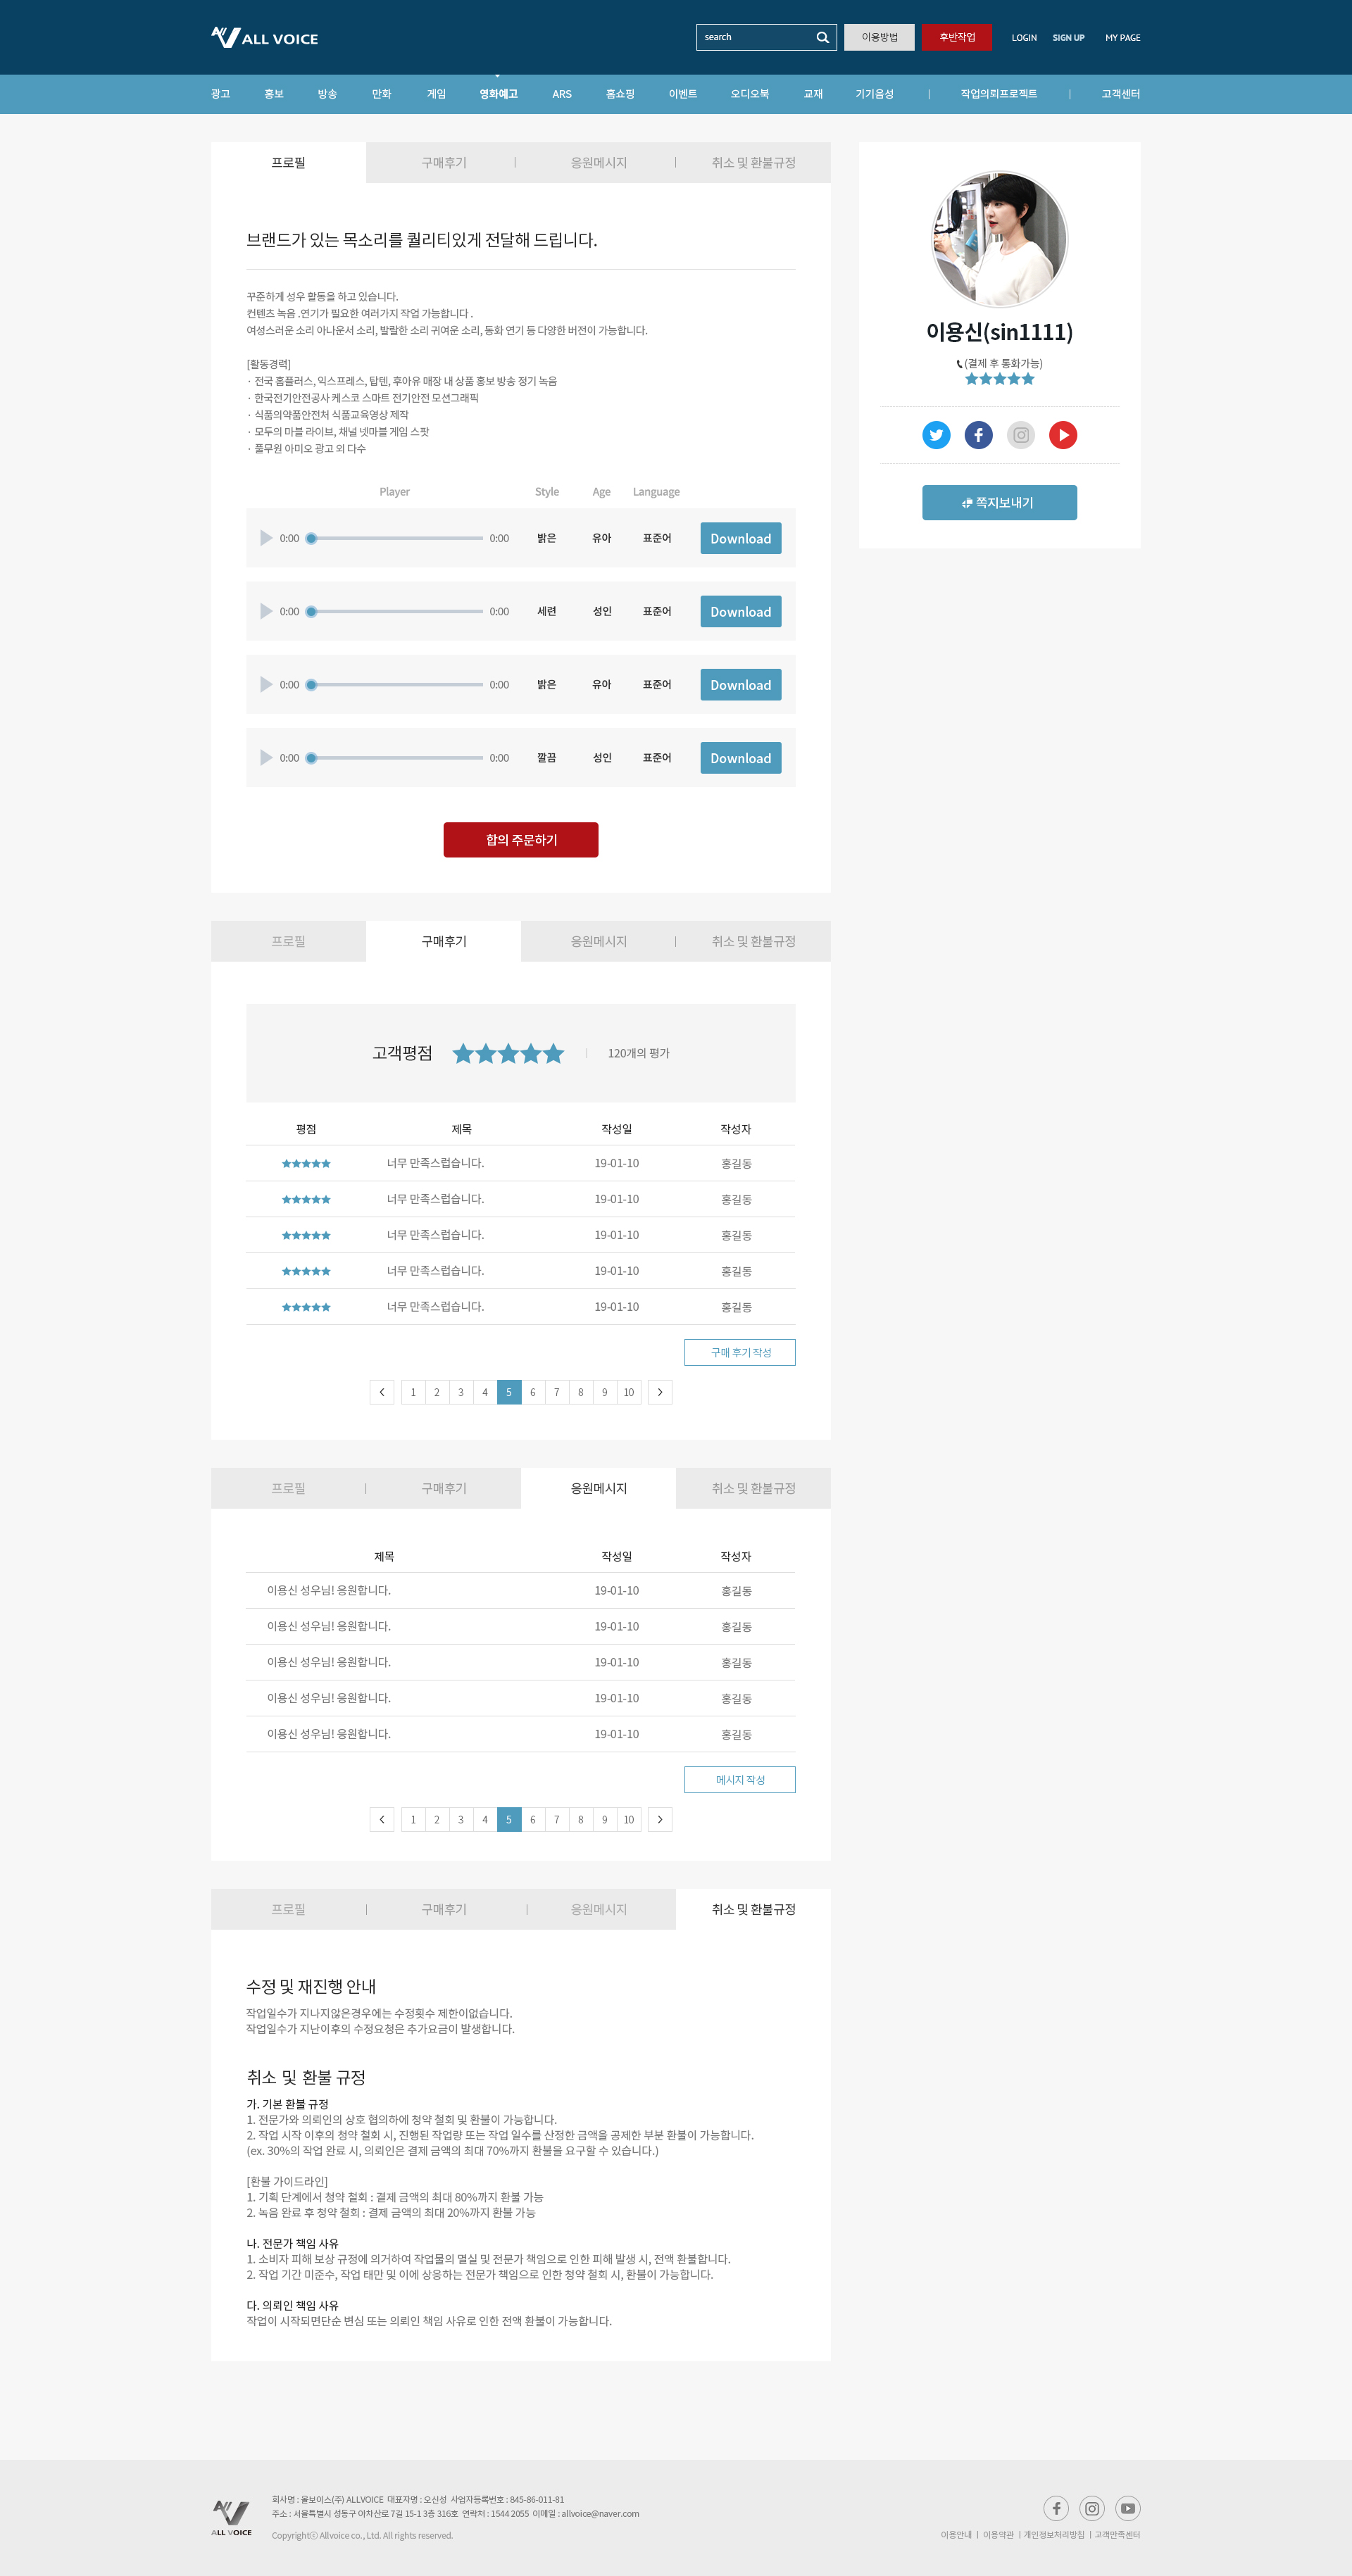 ALL VOICE
search
이용방법
후반작업
LOGIN
SIGN UP
MY PAGE
광고 홍보 방송 만화 게임 영화예고 ARS 홈쇼핑 이벤트 오디오북 교재 기기음성 | 작업의뢰프로젝트 | 고객센터
프로필 구매후기 | 응원메시지 | 취소 및 환불규정
브랜드가 있는 목소리를 퀄리티있게 전달해 드립니다.
꾸준하게 성우 활동을 하고 있습니다.
컨텐츠 녹음 .연기가 필요한 여러가지 작업 가능합니다 .
여성스러운 소리 아나운서 소리, 발랄한 소리 귀여운 소리, 동화 연기 등 다양한 버전이 가능합니다.
[활동경력]
· 전국 홈플러스, 익스프레스, 탑텐, 후아유 매장 내 상품 홍보 방송 정기 녹음
· 한국전기안전공사 케스코 스마트 전기안전 모션그래픽
· 식품의약품안전처 식품교육영상 제작
· 모두의 마블 라이브, 채널 넷마블 게임 스팟
· 풀무원 아미오 광고 외 다수
Player Style Age Language
0:00 0:00 밝은 유아 표준어 Download
0:00 0:00 세련 성인 표준어 Download
0:00 0:00 밝은 유아 표준어 Download
0:00 0:00 깔끔 성인 표준어 Download
합의 주문하기
이용신(sin1111)
(결제 후 통화가능)
쪽지보내기
프로필 구매후기 응원메시지 | 취소 및 환불규정
고객평점 | 120개의 평가
평점 제목 작성일 작성자
너무 만족스럽습니다. 19-01-10 홍길동
너무 만족스럽습니다. 19-01-10 홍길동
너무 만족스럽습니다. 19-01-10 홍길동
너무 만족스럽습니다. 19-01-10 홍길동
너무 만족스럽습니다. 19-01-10 홍길동
구매 후기 작성
< 1 2 3 4 5 6 7 8 9 10 >
프로필 | 구매후기 응원메시지 취소 및 환불규정
제목 작성일 작성자
이용신 성우님! 응원합니다. 19-01-10 홍길동
이용신 성우님! 응원합니다. 19-01-10 홍길동
이용신 성우님! 응원합니다. 19-01-10 홍길동
이용신 성우님! 응원합니다. 19-01-10 홍길동
이용신 성우님! 응원합니다. 19-01-10 홍길동
메시지 작성
< 1 2 3 4 5 6 7 8 9 10 >
프로필 | 구매후기 | 응원메시지 취소 및 환불규정
수정 및 재진행 안내
작업일수가 지나지않은경우에는 수정횟수 제한이없습니다.
작업일수가 지난이후의 수정요청은 추가요금이 발생합니다.
취소 및 환불 규정
가. 기본 환불 규정
1. 전문가와 의뢰인의 상호 협의하에 청약 철회 및 환불이 가능합니다.
2. 작업 시작 이후의 청약 철회 시, 진행된 작업량 또는 작업 일수를 산정한 금액을 공제한 부분 환불이 가능합니다.
(ex. 30%의 작업 완료 시, 의뢰인은 결제 금액의 최대 70%까지 환불을 요구할 수 있습니다.)
[환불 가이드라인]
1. 기획 단계에서 청약 철회 : 결제 금액의 최대 80%까지 환불 가능
2. 녹음 완료 후 청약 철회 : 결제 금액의 최대 20%까지 환불 가능
나. 전문가 책임 사유
1. 소비자 피해 보상 규정에 의거하여 작업물의 멸실 및 전문가 책임으로 인한 피해 발생 시, 전액 환불합니다.
2. 작업 기간 미준수, 작업 태만 및 이에 상응하는 전문가 책임으로 인한 청약 철회 시, 환불이 가능합니다.
다. 의뢰인 책임 사유
작업이 시작되면단순 변심 또는 의뢰인 책임 사유로 인한 전액 환불이 가능합니다.
ALL VOICE
회사명 : 올보이스(주) ALLVOICE 대표자명 : 오신성 사업자등록번호 : 845-86-011-81
주소 : 서울특별시 성동구 아차산로 7길 15-1 3층 316호 연락처 : 1544 2055 이메일 : allvoice@naver.com
Copyrightⓒ Allvoice co., Ltd. All rights reserved.
이용안내 | 이용약관 | 개인정보처리방침 | 고객만족센터